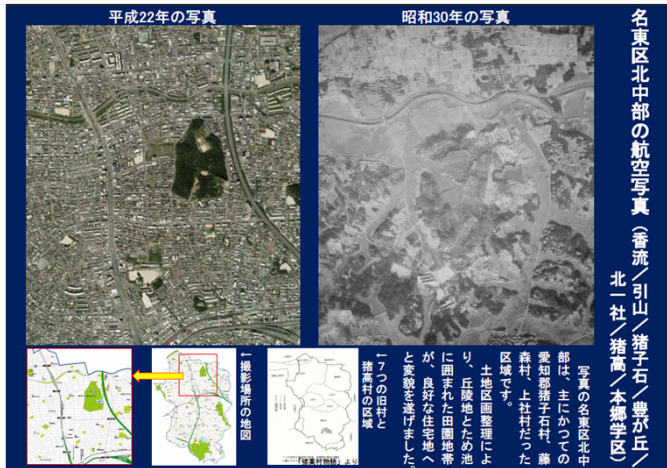 名東区北中部の航空写真(香流/引山/猪子石/豊が丘/
北一社/猪高/本郷学区)
昭和30年の写真
平成22年の写真
写真の名東区北中
部は、主にかつての
愛知郡猪子石村、藤
森村、上社村だった
区域です。
土地区画整理によ
り、丘陵地とため池
に囲まれた田園地帯
が、良好な住宅地へ
と変貌を遂げました。
←7つの旧村と
猪高村の区域
「猪高村物語」より
←撮影場所の地図